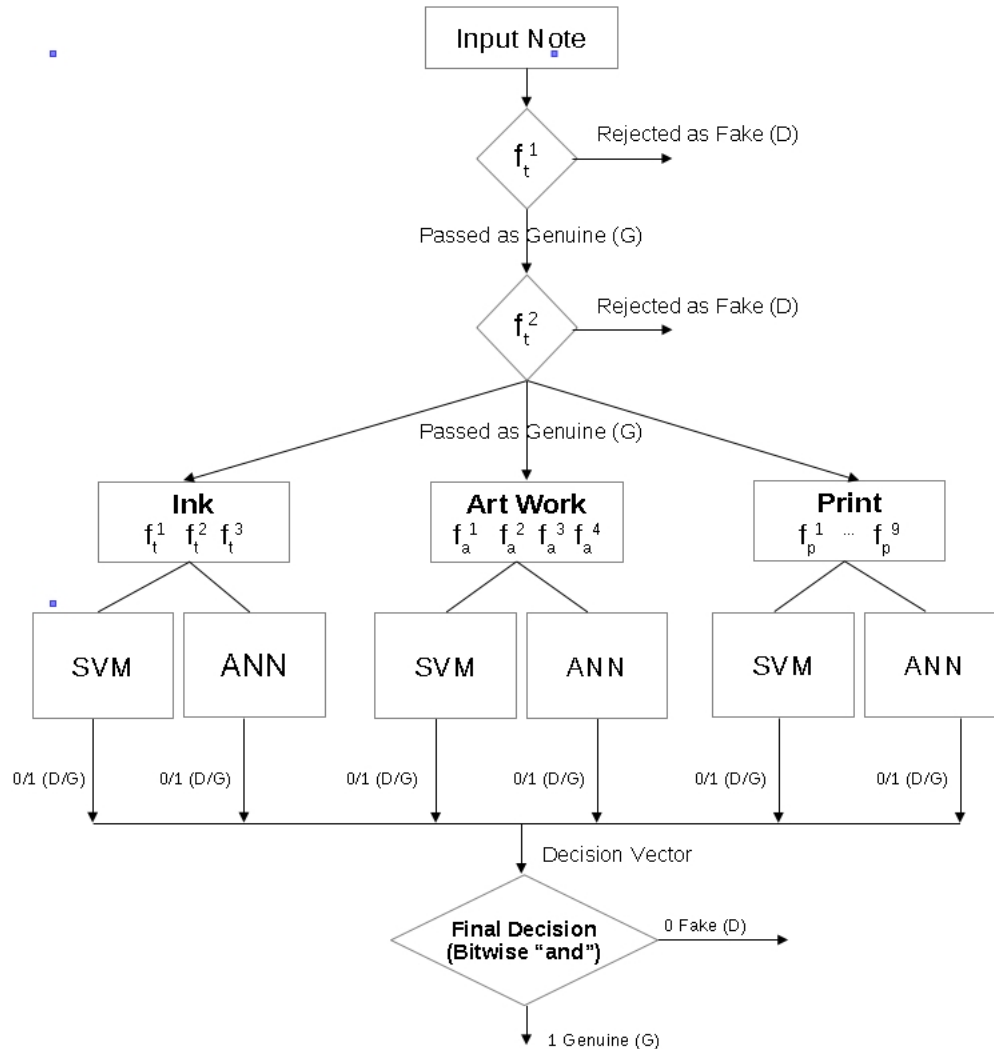 Input Note
f_t^1
Rejected as Fake (D)
Passed as Genuine (G)
f_t^2
Rejected as Fake (D)
Passed as Genuine (G)
Ink
f_t^1 f_t^2 f_t^3
Art Work
f_a^1 f_a^2 f_a^3 f_a^4
Print
f_p^1 ... f_p^9
SVM
ANN
SVM
ANN
SVM
ANN
0/1 (D/G)
0/1 (D/G)
0/1 (D/G)
0/1 (D/G)
0/1 (D/G)
0/1 (D/G)
Decision Vector
Final Decision
(Bitwise “and”)
0 Fake (D)
1 Genuine (G)